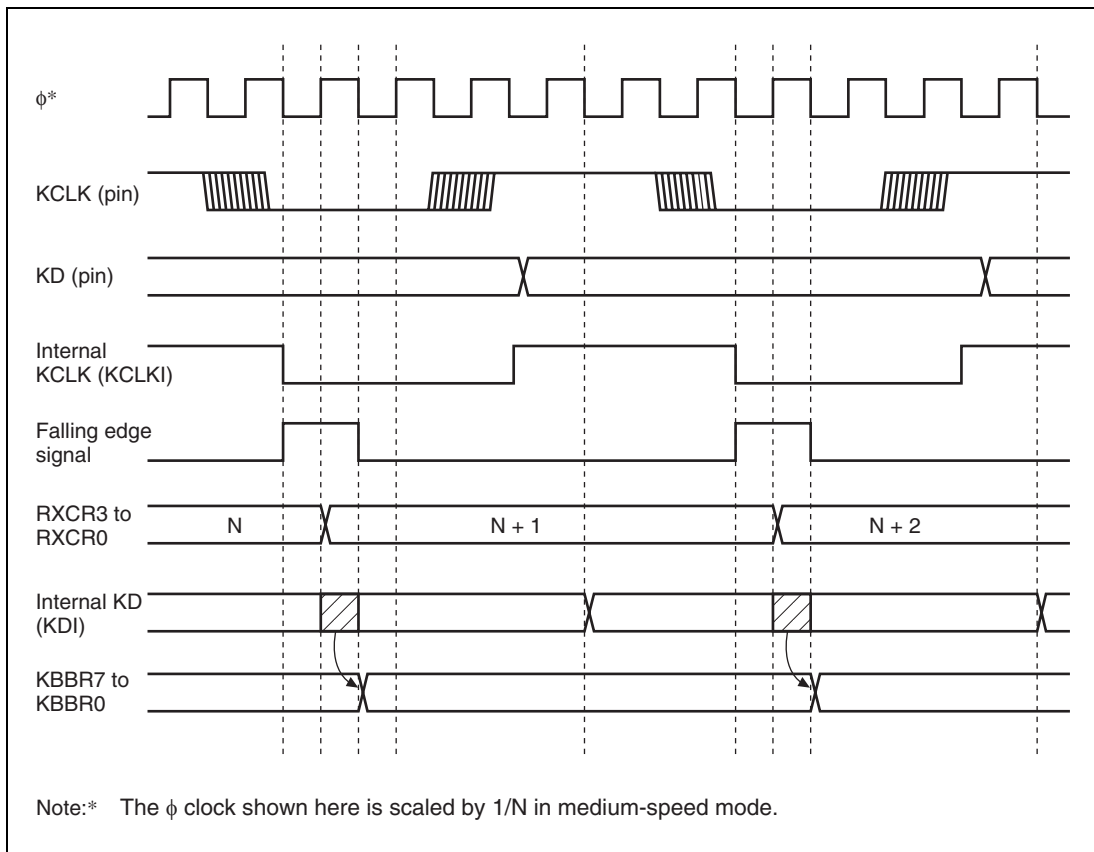 φ*
KCLK (pin)
KD (pin)
Internal
KCLK (KCLKI)
Falling edge
signal
RXCR3 to
RXCR0
N
N + 1
N + 2
Internal KD
(KDI)
KBBR7 to
KBBR0
Note:* The φ clock shown here is scaled by 1/N in medium-speed mode.